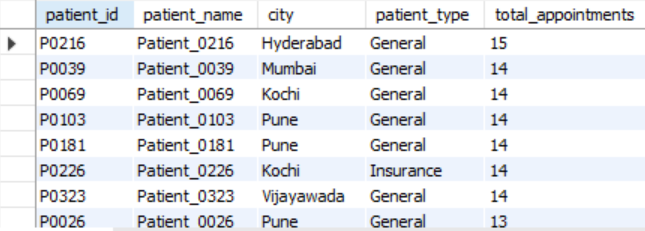 patient_id patient_name city patient_type total_appointments
P0216 Patient_0216 Hyderabad General 15
P0039 Patient_0039 Mumbai General 14
P0069 Patient_0069 Kochi General 14
P0103 Patient_0103 Pune General 14
P0181 Patient_0181 Pune General 14
P0226 Patient_0226 Kochi Insurance 14
P0323 Patient_0323 Vijayawada General 14
P0026 Patient_0026 Pune General 13